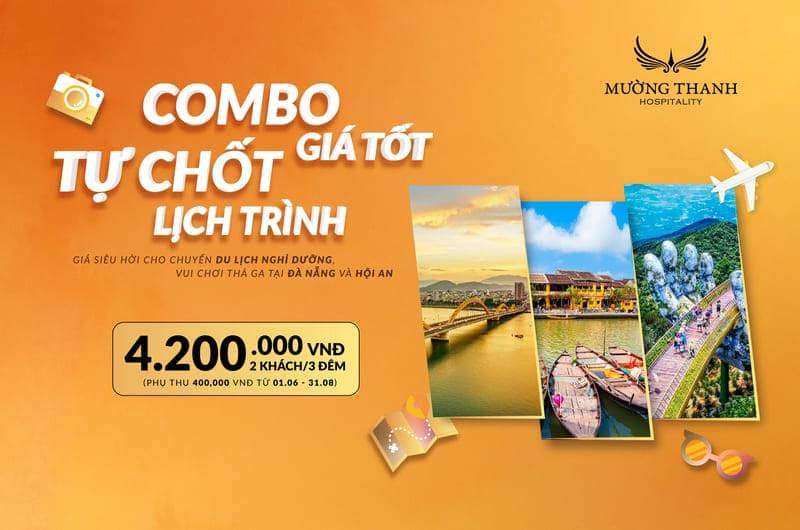 MƯỜNG THANH
HOSPITALITY
COMBO
GIÁ TỐT
TỰ CHỐT
LỊCH TRÌNH
GIÁ SIÊU HỜI CHO CHUYẾN DU LỊCH NGHỈ DƯỠNG,
VUI CHƠI THẢ GA TẠI ĐÀ NẴNG VÀ HỘI AN
4.200.000 VNĐ
2 KHÁCH/3 ĐÊM
(PHỤ THU 400,000 VNĐ TỪ 01.06 - 31.08)